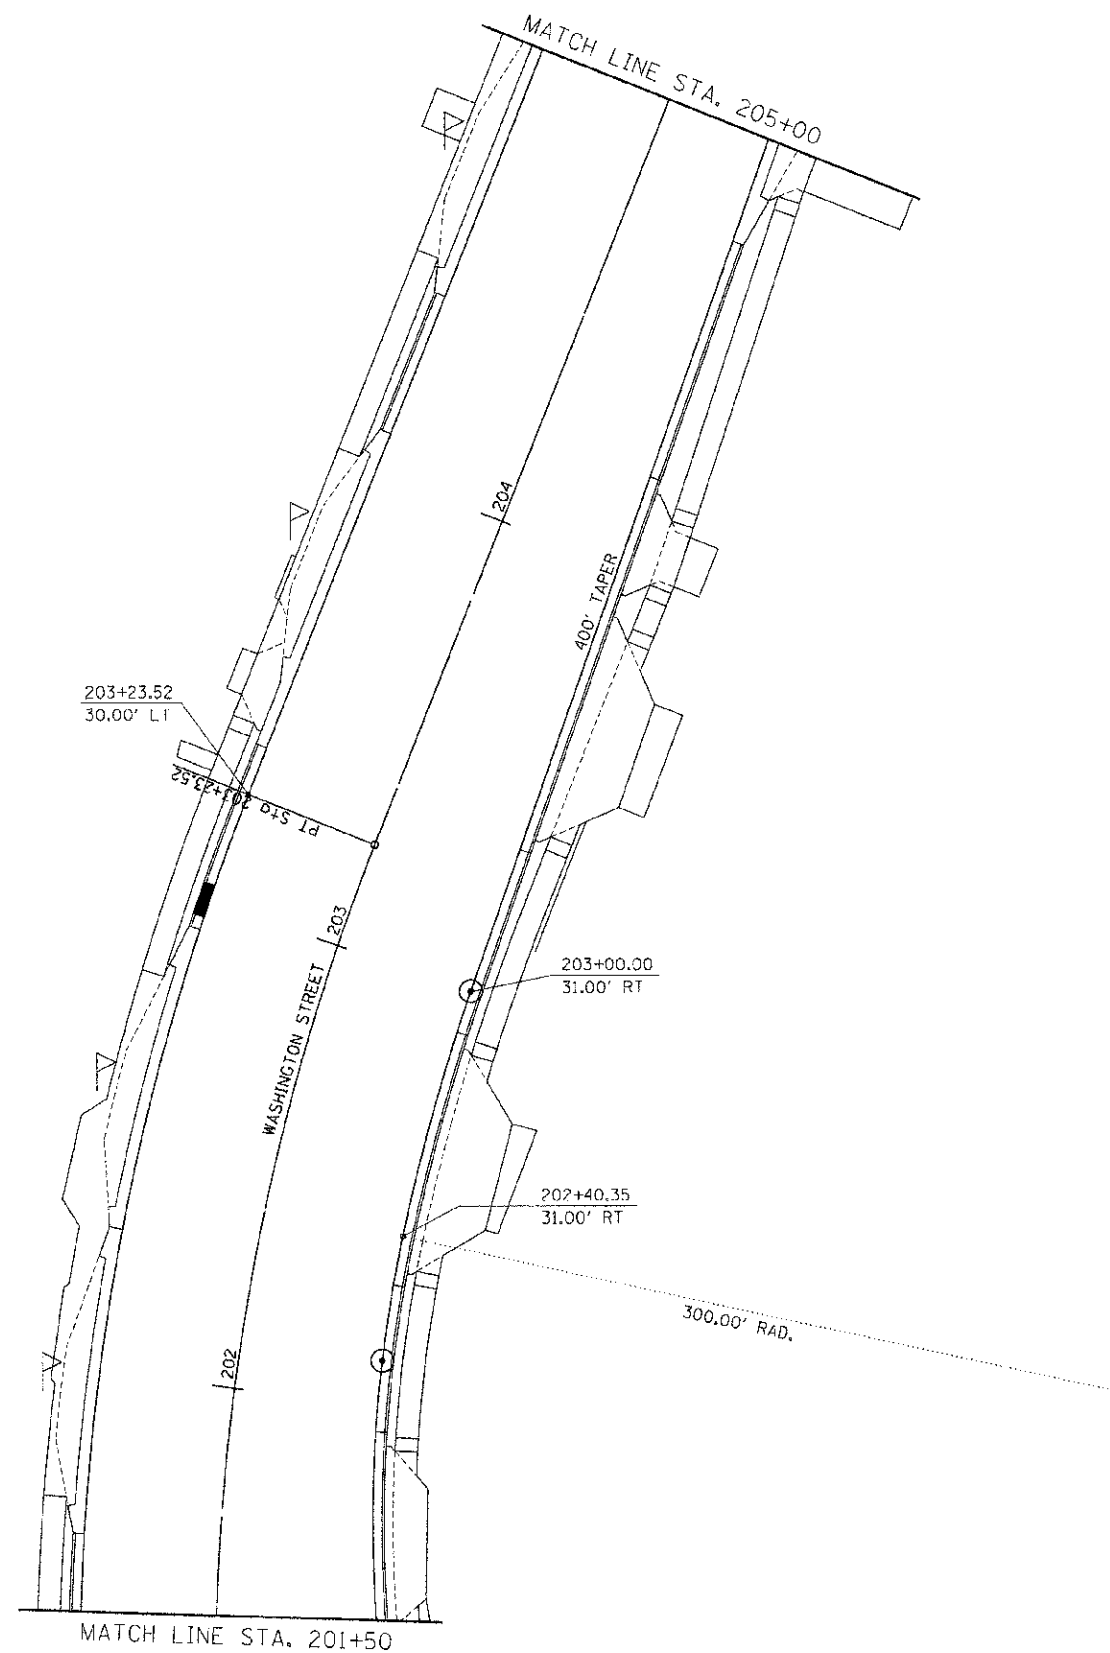 MATCH LINE STA. 205+00
204
400' TAPER
203+23.52
30.00' LT
PT Sta 203+23.52
203
WASHINGTON STREET
203+00.00
31.00' RT
202+40.35
31.00' RT
300.00' RAD.
202
MATCH LINE STA. 201+50